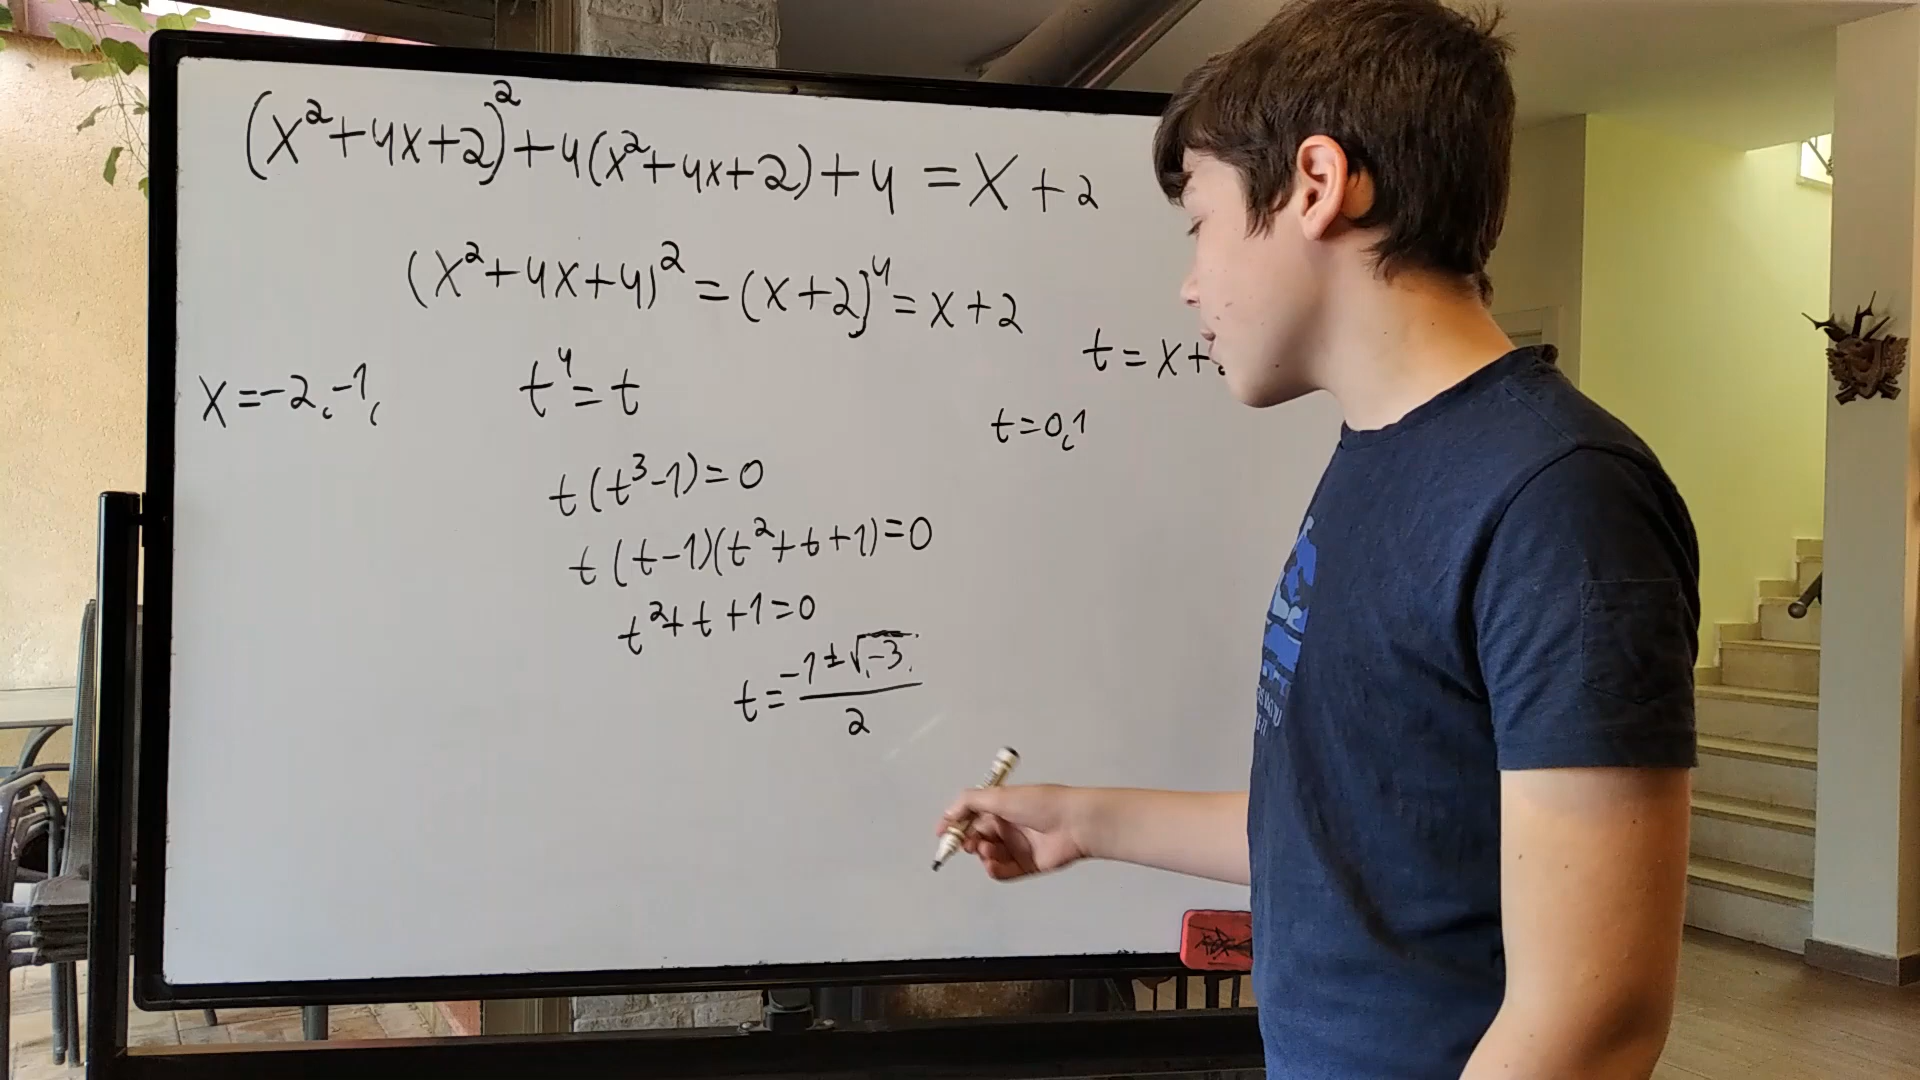 (x²+4x+2)²+4(x²+4x+2)+4=x+2
(x²+4x+4)²=(x+2)⁴=x+2
t=x+
x=-2,-1,
t⁴=t
t=0,1
t(t³-1)=0
t(t-1)(t²+t+1)=0
t²+t+1=0
t=(-1±√-3)/2